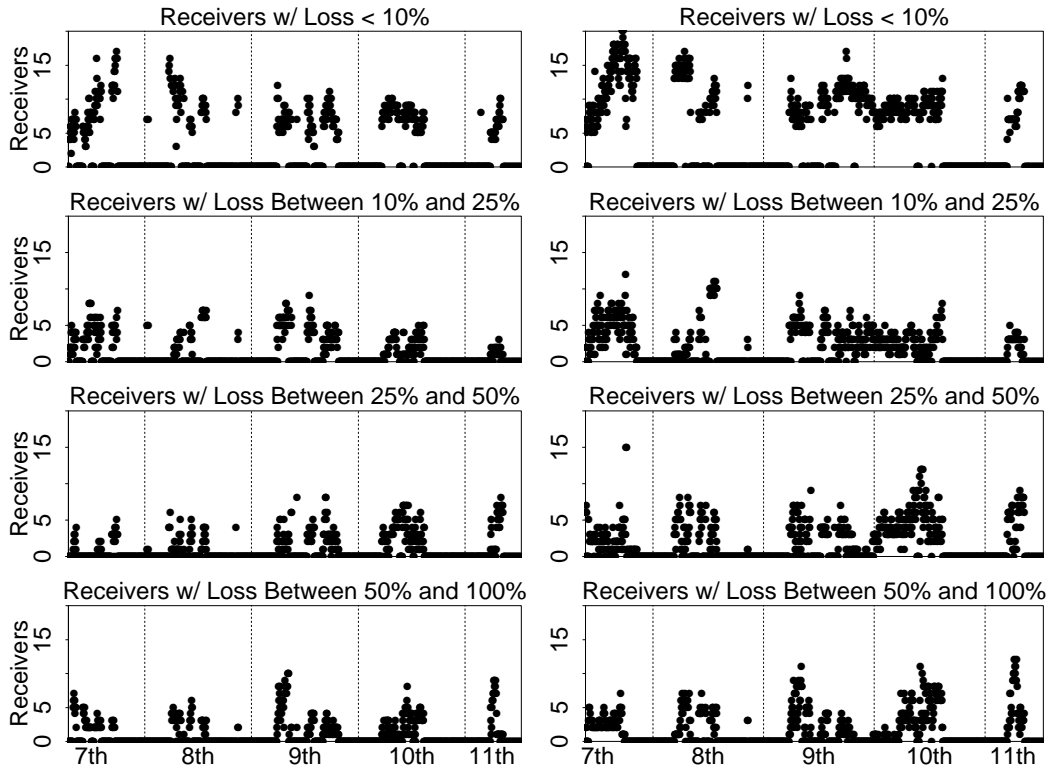 Receivers w/ Loss < 10%
Receivers
0 5 15
Receivers w/ Loss < 10%
0 5 15
Receivers w/ Loss Between 10% and 25%
Receivers
0 5 15
Receivers w/ Loss Between 10% and 25%
0 5 15
Receivers w/ Loss Between 25% and 50%
Receivers
0 5 15
Receivers w/ Loss Between 25% and 50%
0 5 15
Receivers w/ Loss Between 50% and 100%
Receivers
0 5 15
7th 8th 9th 10th 11th
Receivers w/ Loss Between 50% and 100%
0 5 15
7th 8th 9th 10th 11th